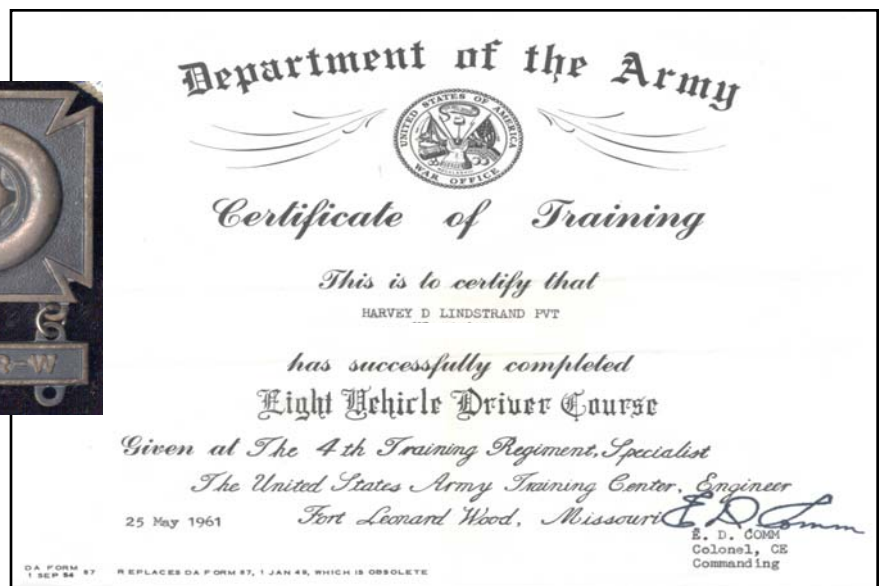 Department of the Army
UNITED STATES OF AMERICA
WAR OFFICE
Certificate of Training
This is to certify that
HARVEY D LINDSTRAND PVT
has successfully completed
Light Vehicle Driver Course
Given at The 4th Training Regiment, Specialist
The United States Army Training Center, Engineer
25 May 1961 Fort Leonard Wood, Missouri
E D Comm
E. D. COMM
Colonel, CE
Commanding
DA FORM 87
1 SEP 54
REPLACES DA FORM 87, 1 JAN 49, WHICH IS OBSOLETE
R-W